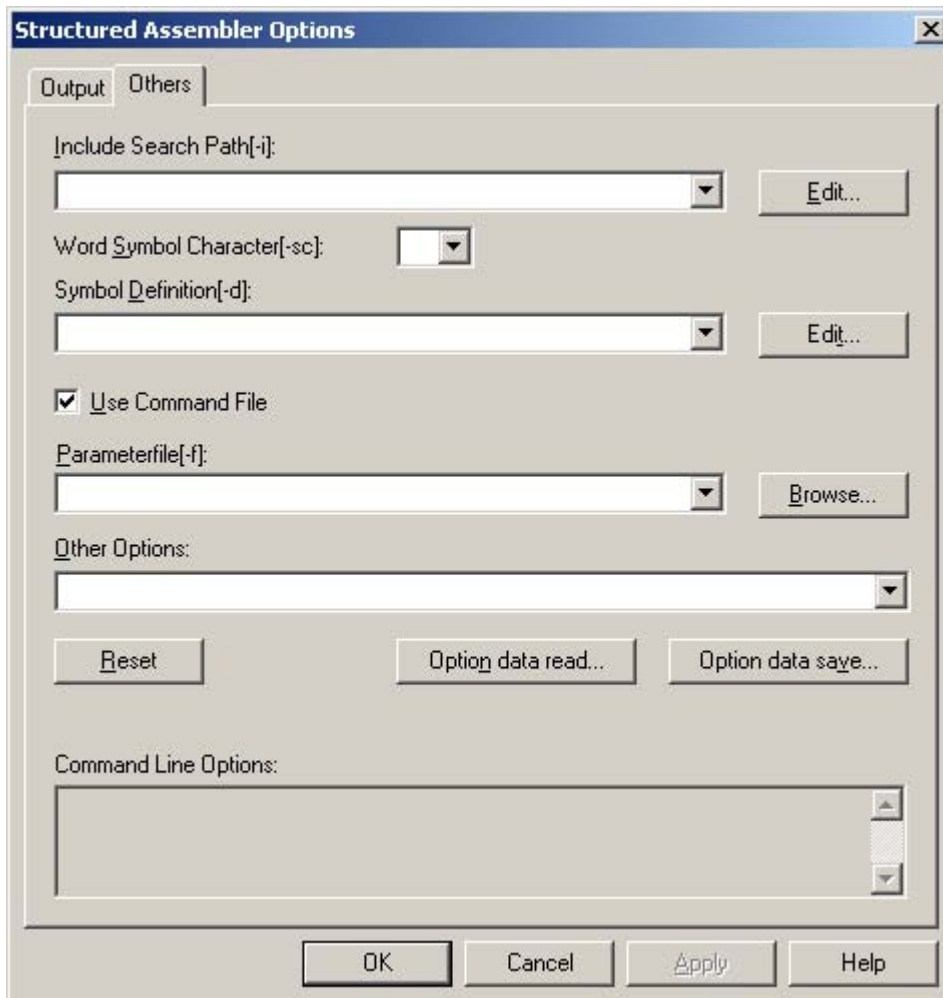 Structured Assembler Options
Output Others
Include Search Path[-i]:
Edit...
Word Symbol Character[-sc]:
Symbol Definition[-d]:
Edit...
Use Command File
Parameterfile[-f]:
Browse...
Other Options:
Reset Option data read... Option data save...
Command Line Options:
OK Cancel Apply Help